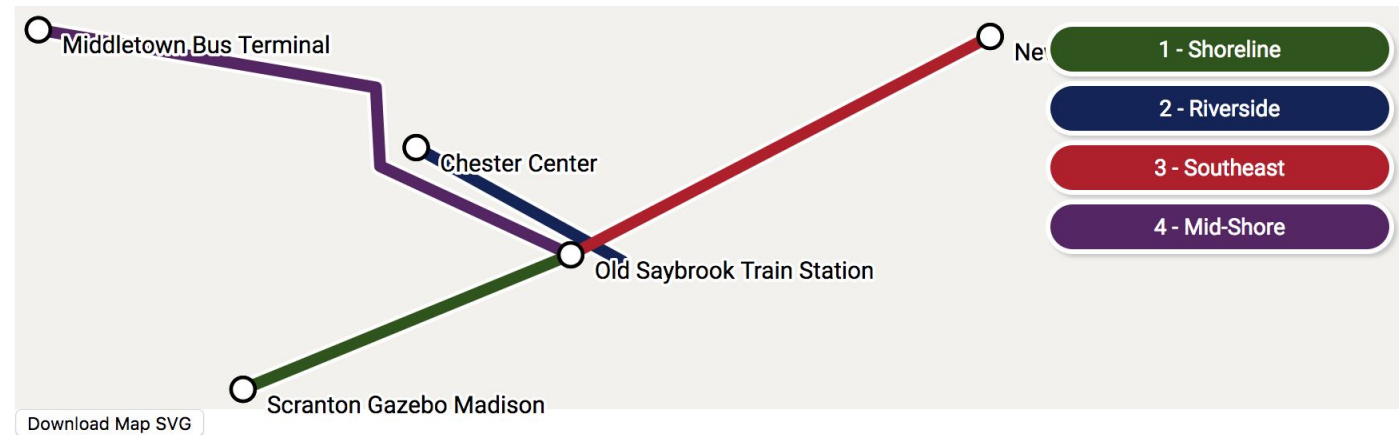 Middletown Bus Terminal
1 - Shoreline
2 - Riverside
Chester Center
3 - Southeast
4 - Mid-Shore
Old Saybrook Train Station
Scranton Gazebo Madison
Download Map SVG